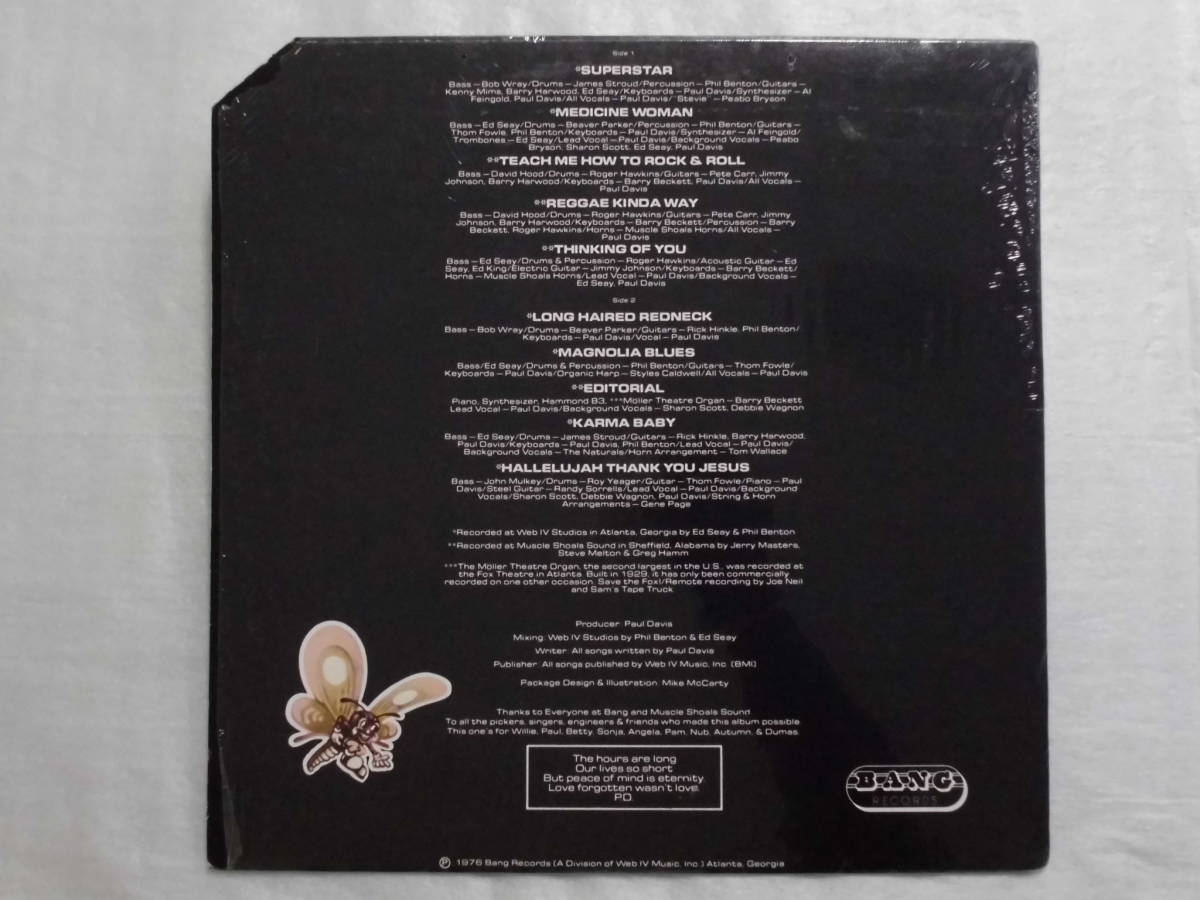 Side 1
*SUPERSTAR
Bass – Bob Wray/Drums – James Stroud/Percussion – Phil Benton/Guitars –
Kenny Mims, Barry Harwood, Ed Seay/Keyboards – Paul Davis/Synthesizer – Al
Feingold, Paul Davis/All Vocals – Paul Davis/"Stevie" – Peabo Bryson
*MEDICINE WOMAN
Bass – Ed Seay/Drums – Beaver Parker/Percussion – Phil Benton/Guitars –
Thom Fowle, Phil Benton/Keyboards – Paul Davis/Synthesizer – Al Feingold/
Trombones – Ed Seay/Lead Vocal – Paul Davis/Background Vocals – Peabo
Bryson, Sharon Scott, Ed Seay, Paul Davis
**TEACH ME HOW TO ROCK & ROLL
Bass – David Hood/Drums – Roger Hawkins/Guitars – Pete Carr, Jimmy
Johnson, Barry Harwood/Keyboards – Barry Beckett, Paul Davis/All Vocals –
Paul Davis
**REGGAE KINDA WAY
Bass – David Hood/Drums – Roger Hawkins/Guitars – Pete Carr, Jimmy
Johnson, Barry Harwood/Keyboards – Barry Beckett/Percussion – Barry
Beckett, Roger Hawkins/Horns – Muscle Shoals Horns/All Vocals –
Paul Davis
**THINKING OF YOU
Bass – Ed Seay/Drums & Percussion – Roger Hawkins/Acoustic Guitar – Ed
Seay, Ed King/Electric Guitar – Jimmy Johnson/Keyboards – Barry Beckett/
Horns – Muscle Shoals Horns/Lead Vocal – Paul Davis/Background Vocals –
Ed Seay, Paul Davis
Side 2
*LONG HAIRED REDNECK
Bass – Bob Wray/Drums – Beaver Parker/Guitars – Rick Hinkle, Phil Benton/
Keyboards – Paul Davis/Vocal – Paul Davis
*MAGNOLIA BLUES
Bass/Ed Seay/Drums & Percussion – Phil Benton/Guitars – Thom Fowle/
Keyboards – Paul Davis/Organic Harp – Styles Caldwell/All Vocals – Paul Davis
**EDITORIAL
Piano, Synthesizer, Hammond B3, ***Möller Theatre Organ – Barry Beckett
Lead Vocal – Paul Davis/Background Vocals – Sharon Scott, Debbie Wagnon
*KARMA BABY
Bass – Ed Seay/Drums – James Stroud/Guitars – Rick Hinkle, Barry Harwood,
Paul Davis/Keyboards – Paul Davis, Phil Benton/Lead Vocal – Paul Davis/
Background Vocals – The Naturals/Horn Arrangement – Tom Wallace
*HALLELUJAH THANK YOU JESUS
Bass – John Mulkey/Drums – Roy Yeager/Guitar – Thom Fowle/Piano – Paul
Davis/Steel Guitar – Randy Sorrells/Lead Vocal – Paul Davis/Background
Vocals/Sharon Scott, Debbie Wagnon, Paul Davis/String & Horn
Arrangements – Gene Page
*Recorded at Web IV Studios in Atlanta, Georgia by Ed Seay & Phil Benton
**Recorded at Muscle Shoals Sound in Sheffield, Alabama by Jerry Masters,
Steve Melton & Greg Hamm
***The Möller Theatre Organ, the second largest in the U.S., was recorded at
the Fox Theatre in Atlanta. Built in 1929, it has only been commercially
recorded on one other occasion. Save the Fox!/Remote recording by Joe Neil
and Sam's Tape Truck
Producer: Paul Davis
Mixing: Web IV Studios by Phil Benton & Ed Seay
Writer: All songs written by Paul Davis
Publisher: All songs published by Web IV Music, Inc. (BMI)
Package Design & Illustration: Mike McCarty
Thanks to Everyone at Bang and Muscle Shoals Sound
To all the pickers, singers, engineers & friends who made this album possible.
This one's for Willie, Paul, Betty, Sonja, Angela, Pam, Nub, Autumn, & Dumas.
The hours are long
Our lives so short
But peace of mind is eternity.
Love forgotten wasn't love.
P.D.
BANG
RECORDS
℗ 1976 Bang Records (A Division of Web IV Music, Inc.) Atlanta, Georgia